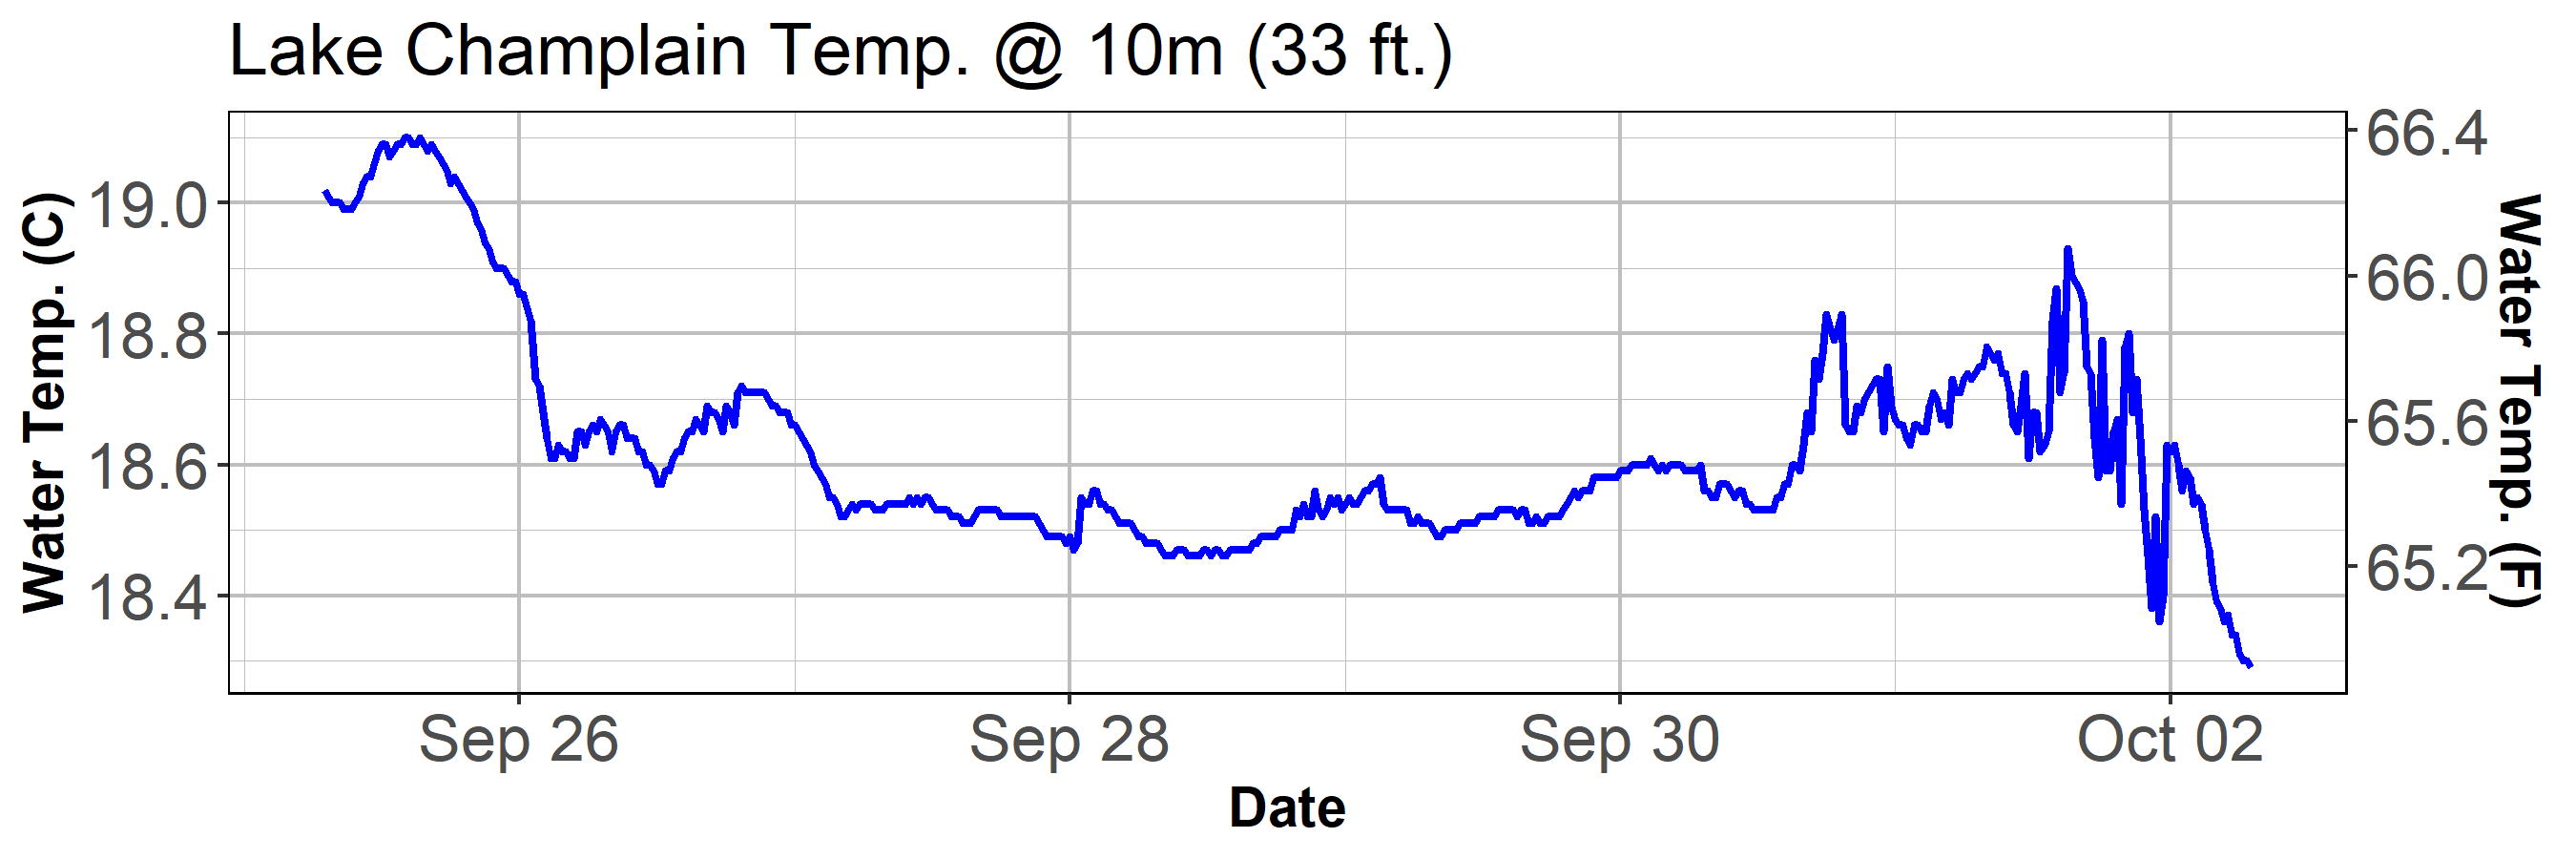 Lake Champlain Temp. @ 10m (33 ft.)
Water Temp. (C)
19.0
18.8
18.6
18.4
66.4
66.0
65.6
65.2
Water Temp. (F)
Sep 26 Sep 28 Sep 30 Oct 02
Date